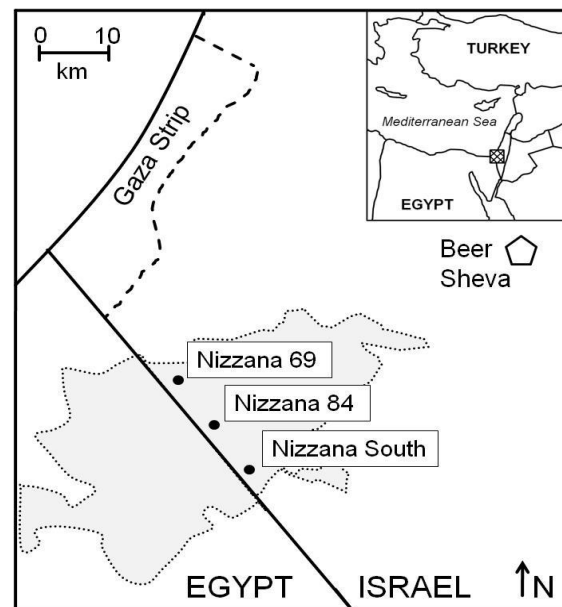 0 10
km
Gaza Strip
TURKEY
Mediterranean Sea
EGYPT
Beer
Sheva
Nizzana 69
Nizzana 84
Nizzana South
EGYPT ISRAEL N